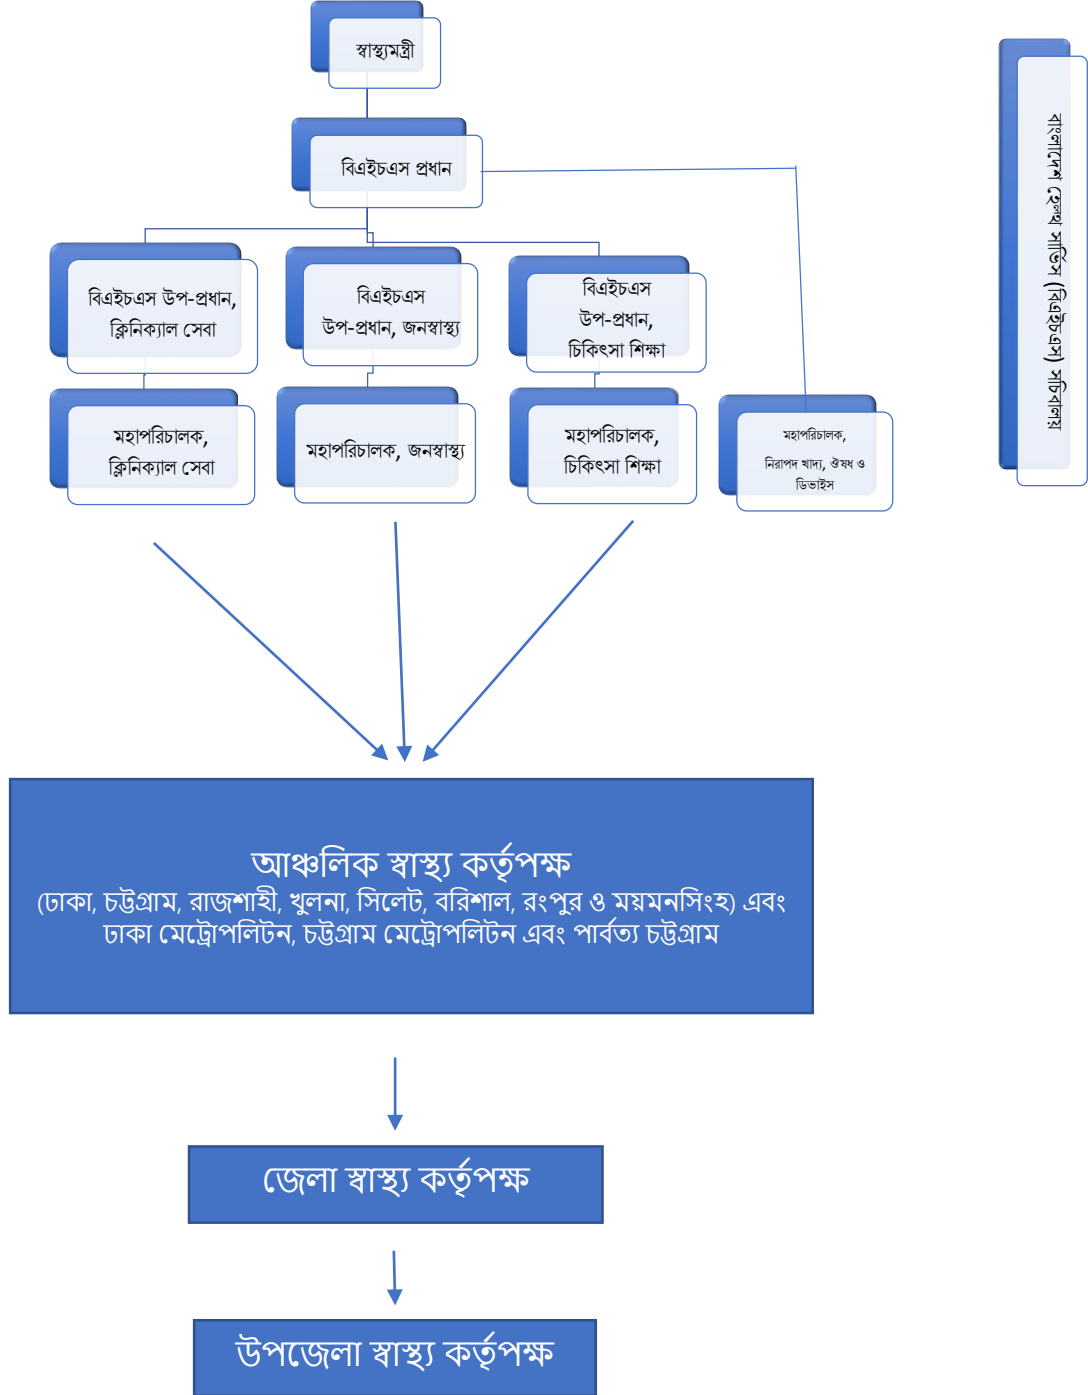 স্বাস্থ্যমন্ত্রী
বিএইচএস প্রধান
বিএইচএস উপ-প্রধান,
ক্লিনিক্যাল সেবা
বিএইচএস
উপ-প্রধান, জনস্বাস্থ্য
বিএইচএস
উপ-প্রধান,
চিকিৎসা শিক্ষা
মহাপরিচালক,
ক্লিনিক্যাল সেবা
মহাপরিচালক, জনস্বাস্থ্য
মহাপরিচালক,
চিকিৎসা শিক্ষা
মহাপরিচালক,
নিরাপদ খাদ্য, ঔষধ ও
ডিভাইস
বাংলাদেশ হেলথ সার্ভিস (বিএইচএস) সচিবালয়
আঞ্চলিক স্বাস্থ্য কর্তৃপক্ষ
(ঢাকা, চট্টগ্রাম, রাজশাহী, খুলনা, সিলেট, বরিশাল, রংপুর ও ময়মনসিংহ) এবং
ঢাকা মেট্রোপলিটন, চট্টগ্রাম মেট্রোপলিটন এবং পার্বত্য চট্টগ্রাম
জেলা স্বাস্থ্য কর্তৃপক্ষ
উপজেলা স্বাস্থ্য কর্তৃপক্ষ